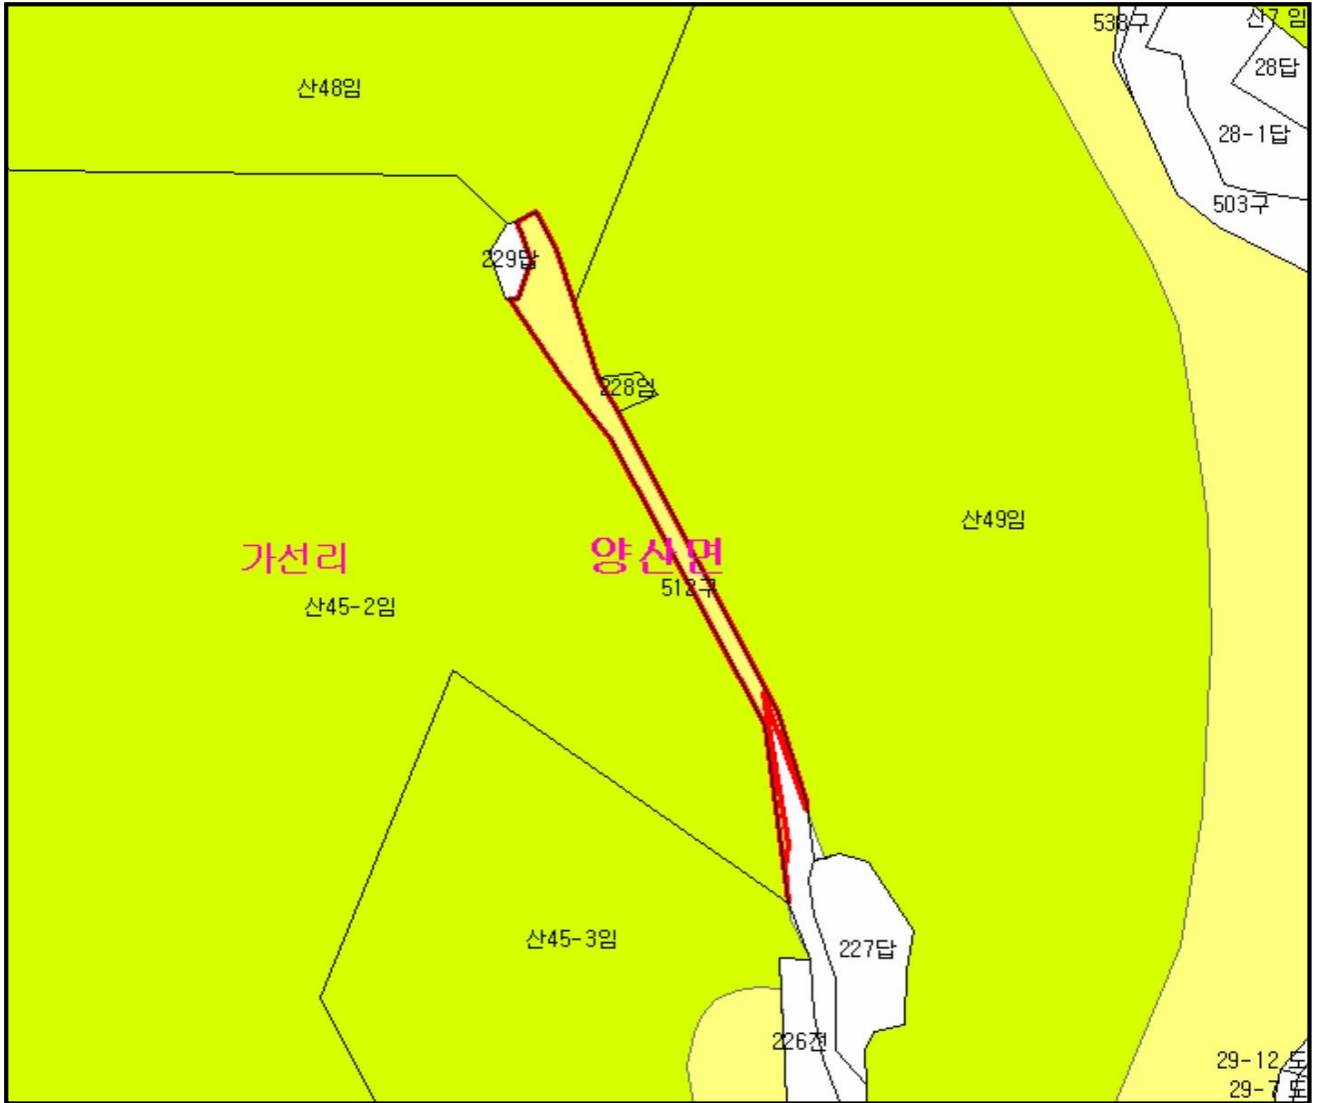 538구
산7 임
산48임
28답
28-1답
503구
229답
228임
산49임
가선리
양산면
512구
산45-2임
산45-3임
227답
226전
29-12 도
29-7 도